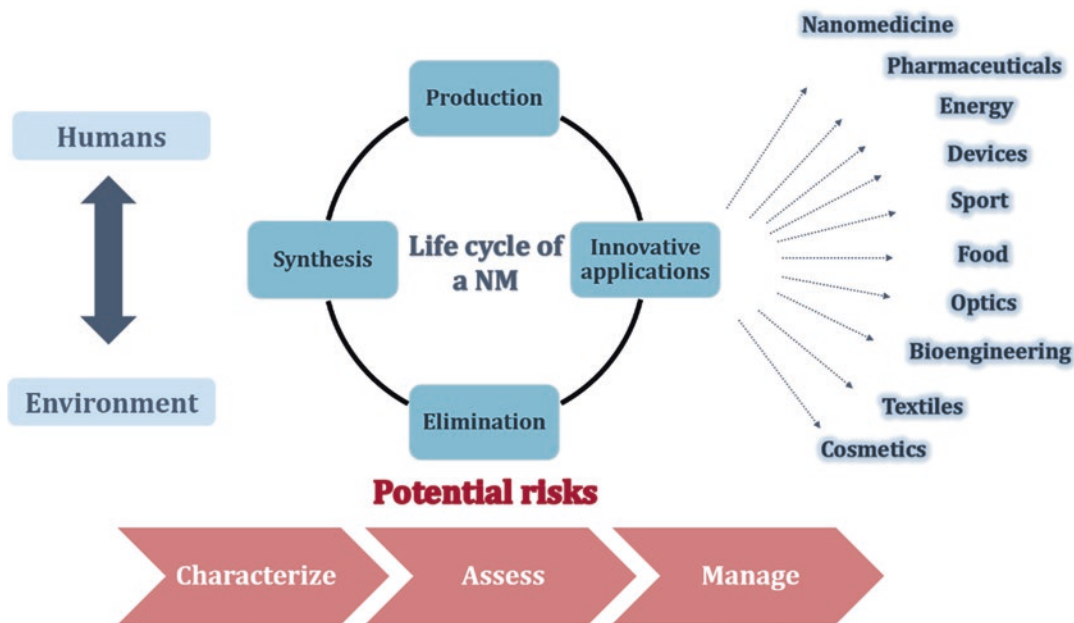 Humans
Environment
Production
Synthesis
Life cycle of
a NM
Innovative
applications
Elimination
Nanomedicine
Pharmaceuticals
Energy
Devices
Sport
Food
Optics
Bioengineering
Textiles
Cosmetics
Potential risks
Characterize
Assess
Manage